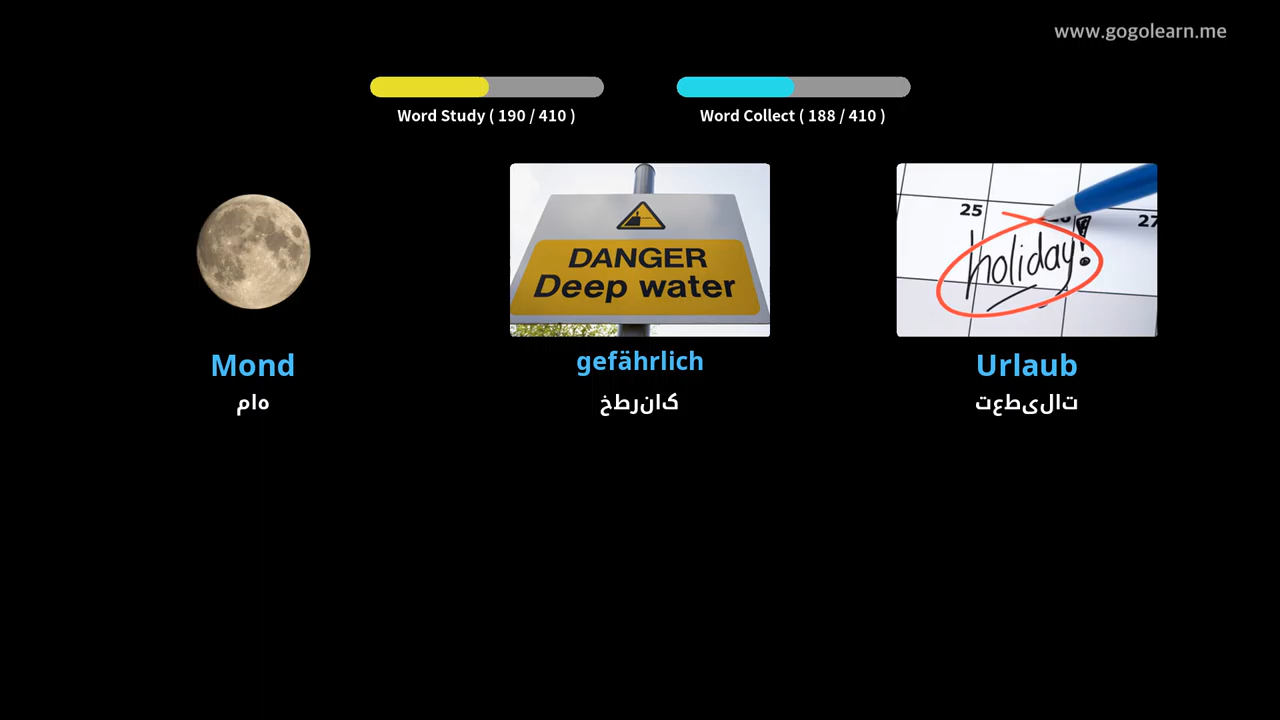 www.gogolearn.me
Word Study ( 190 / 410 )
Word Collect ( 188 / 410 )
DANGER
Deep water
25
27
holiday!
Mond
gefährlich
Urlaub
ماه
خطرناک
تعطیلات